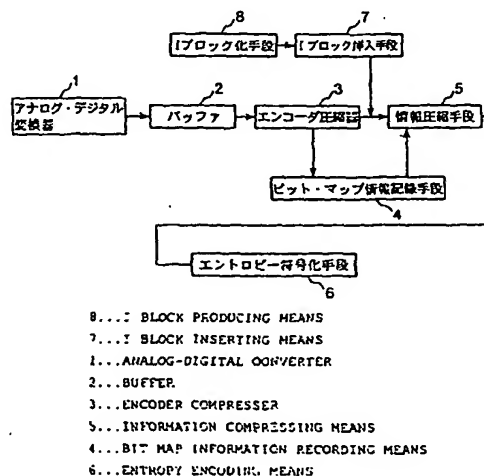 8
Iブロック化手段
7
Iブロック挿入手段
1
アナログ・デジタル
変換器
2
バッファ
3
エンコーダ圧縮器
5
情報圧縮手段
ビット・マップ情報記録手段
4
エントロピー符号化手段
6
8...I BLOCK PRODUCING MEANS
7...I BLOCK INSERTING MEANS
1...ANALOG-DIGITAL CONVERTER
2...BUFFER
3...ENCODER COMPRESSER
5...INFORMATION COMPRESSING MEANS
4...BIT MAP INFORMATION RECORDING MEANS
6...ENTROPY ENCODING MEANS